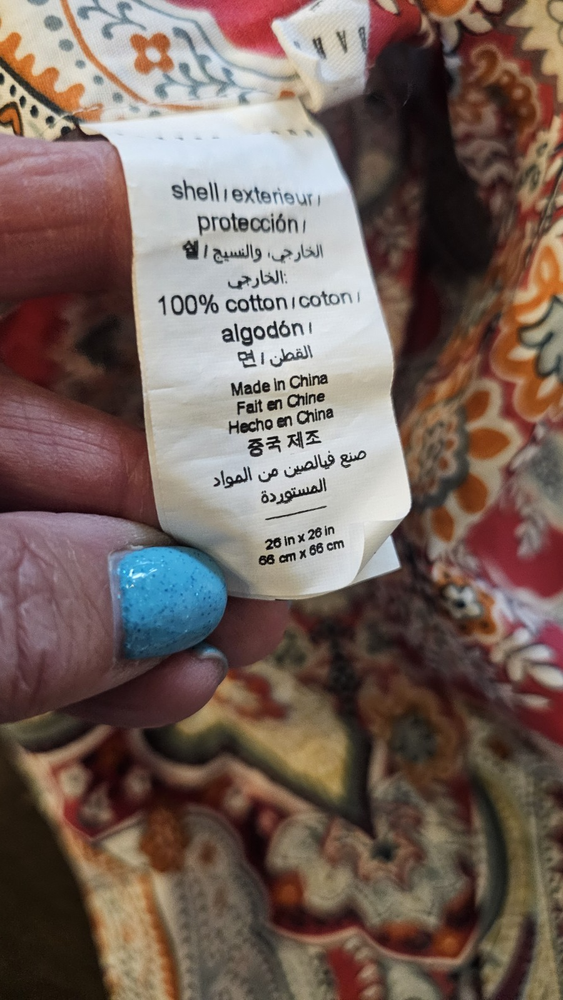 shell / exterieur /
protección /
쉘 / الخارجي، والنسيج
الخارجي:
100% cotton / coton /
algodón /
면 / القطن
Made in China
Fait en Chine
Hecho en China
중국 제조
صنع فيالصين من المواد
المستوردة
26 in x 26 in
66 cm x 66 cm